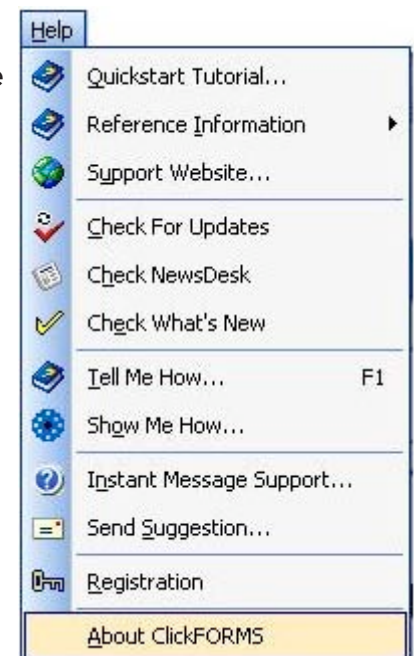 Help
e
Quickstart Tutorial...
Reference Information
Support Website...
Check For Updates
Check NewsDesk
Check What's New
Tell Me How... F1
Show Me How...
Instant Message Support...
Send Suggestion...
Registration
About ClickFORMS